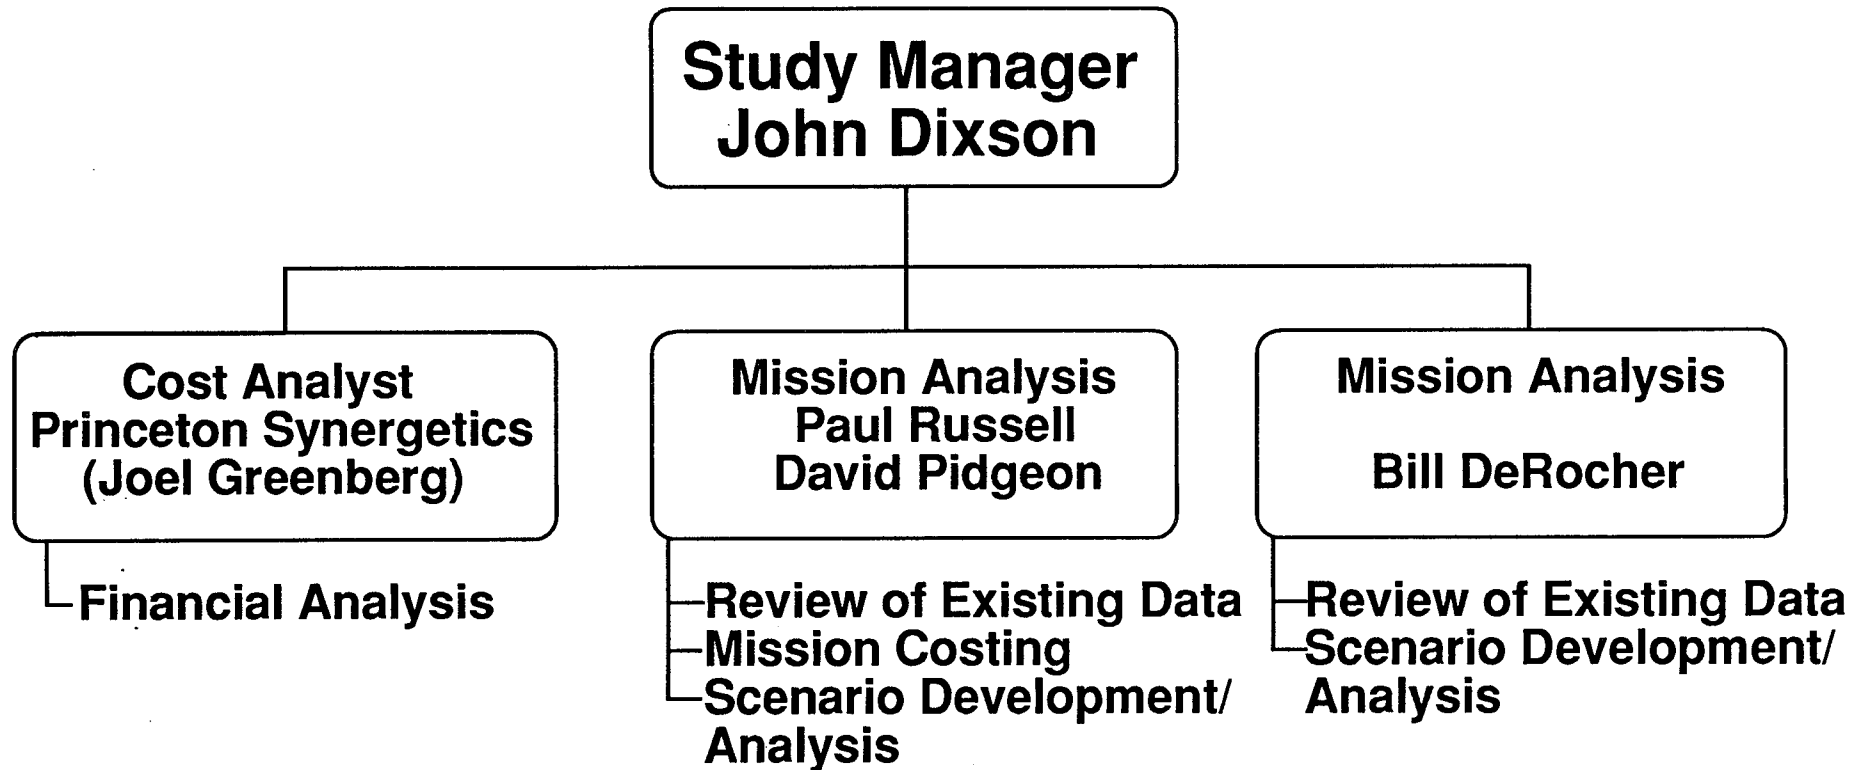 Study Manager
John Dixson
Cost Analyst
Princeton Synergetics
(Joel Greenberg)
Financial Analysis
Mission Analysis
Paul Russell
David Pidgeon
Review of Existing Data
Mission Costing
Scenario Development/
Analysis
Mission Analysis
Bill DeRocher
Review of Existing Data
Scenario Development/
Analysis